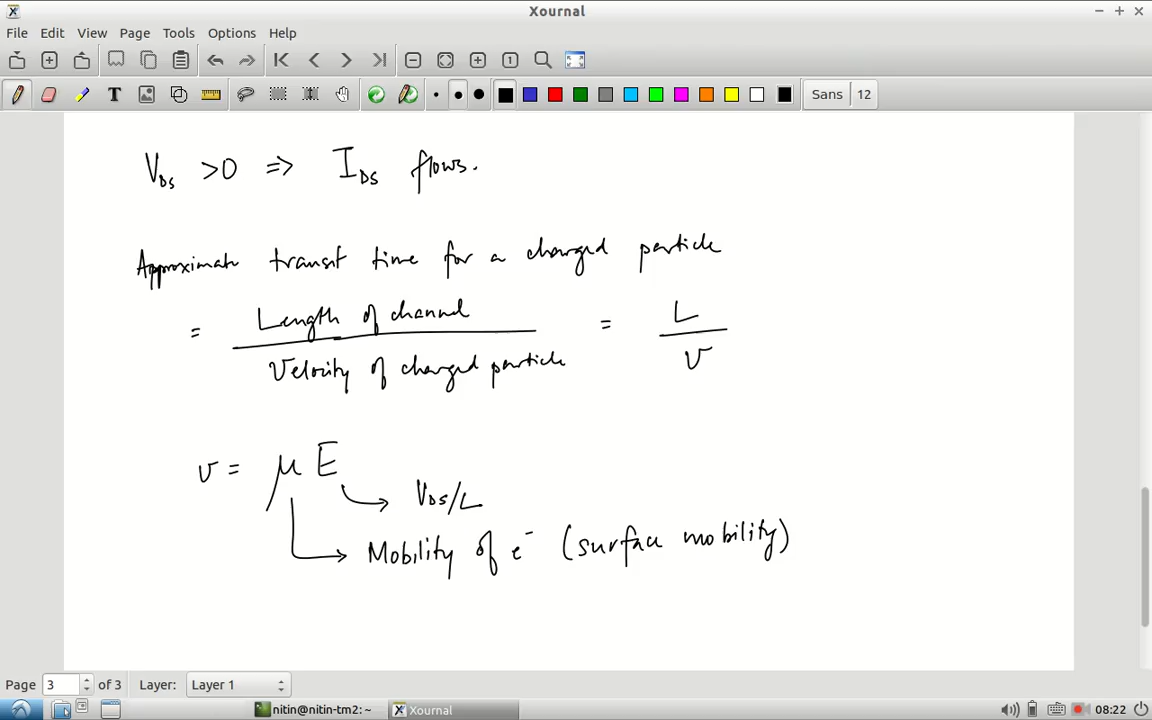 Xournal
File Edit View Page Tools Options Help
Sans 12
V_DS >0 ⇒ I_DS flows.
Approximate transit time for a charged particle
= Length of channel / Velocity of charged particle = L / v
v = μ E
V_DS/L
Mobility of e⁻ (surface mobility)
Page 3 of 3 Layer: Layer 1
nitin@nitin-tm2: ~ Xournal 08:22